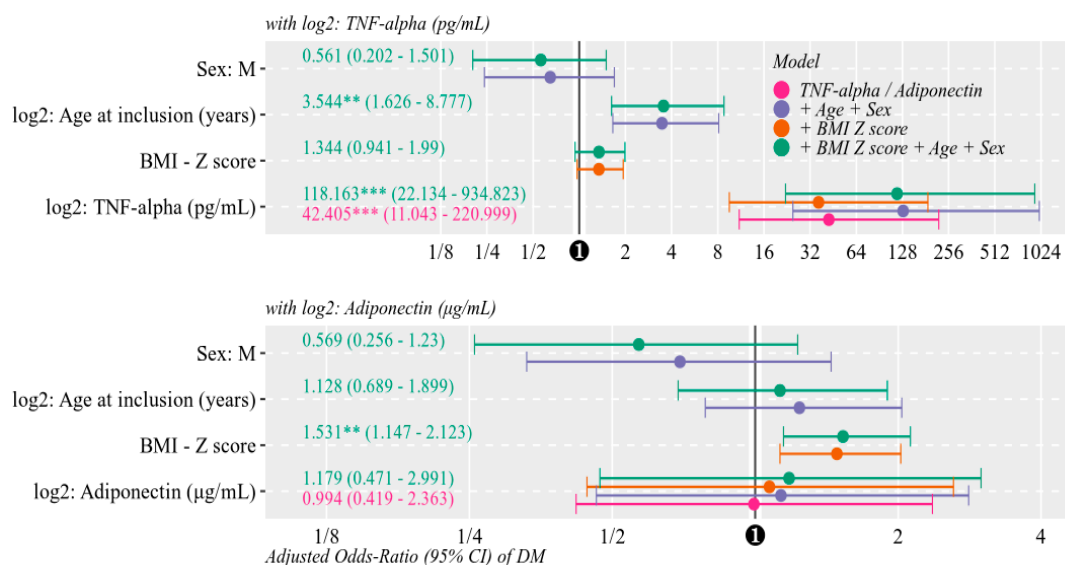 with log2: TNF-alpha (pg/mL)
Sex: M
0.561 (0.202 - 1.501)
log2: Age at inclusion (years)
3.544** (1.626 - 8.777)
BMI - Z score
1.344 (0.941 - 1.99)
log2: TNF-alpha (pg/mL)
118.163*** (22.134 - 934.823)
42.405*** (11.043 - 220.999)
Model
TNF-alpha / Adiponectin
+ Age + Sex
+ BMI Z score
+ BMI Z score + Age + Sex
1/8 1/4 1/2 1 2 4 8 16 32 64 128 256 512 1024
with log2: Adiponectin (µg/mL)
Sex: M
0.569 (0.256 - 1.23)
log2: Age at inclusion (years)
1.128 (0.689 - 1.899)
BMI - Z score
1.531** (1.147 - 2.123)
log2: Adiponectin (µg/mL)
1.179 (0.471 - 2.991)
0.994 (0.419 - 2.363)
1/8 1/4 1/2 1 2 4
Adjusted Odds-Ratio (95% CI) of DM